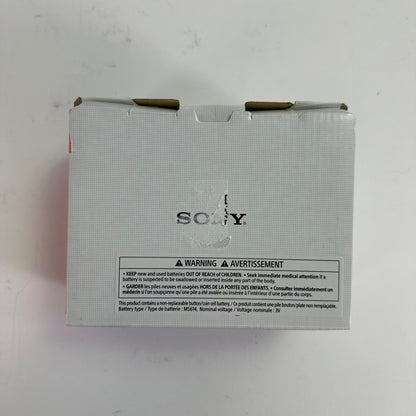 SONY
⚠ WARNING ⚠ AVERTISSEMENT
• KEEP new and used batteries OUT OF REACH of CHILDREN. • Seek immediate medical attention if a
battery is suspected to be swallowed or inserted inside any part of the body.
• GARDER les piles neuves et usagées HORS DE LA PORTÉE DES ENFANTS. • Consulter immédiatement un
médecin si l'on soupçonne qu'une pile a été avalée ou insérée à l'intérieur d'une partie du corps.
This product contains a non-replaceable button/coin cell battery. / Ce produit contient une pile bouton/plate non remplaçable.
Battery type / Type de batterie : MS614, Nominal voltage / Voltage nominale : 3V